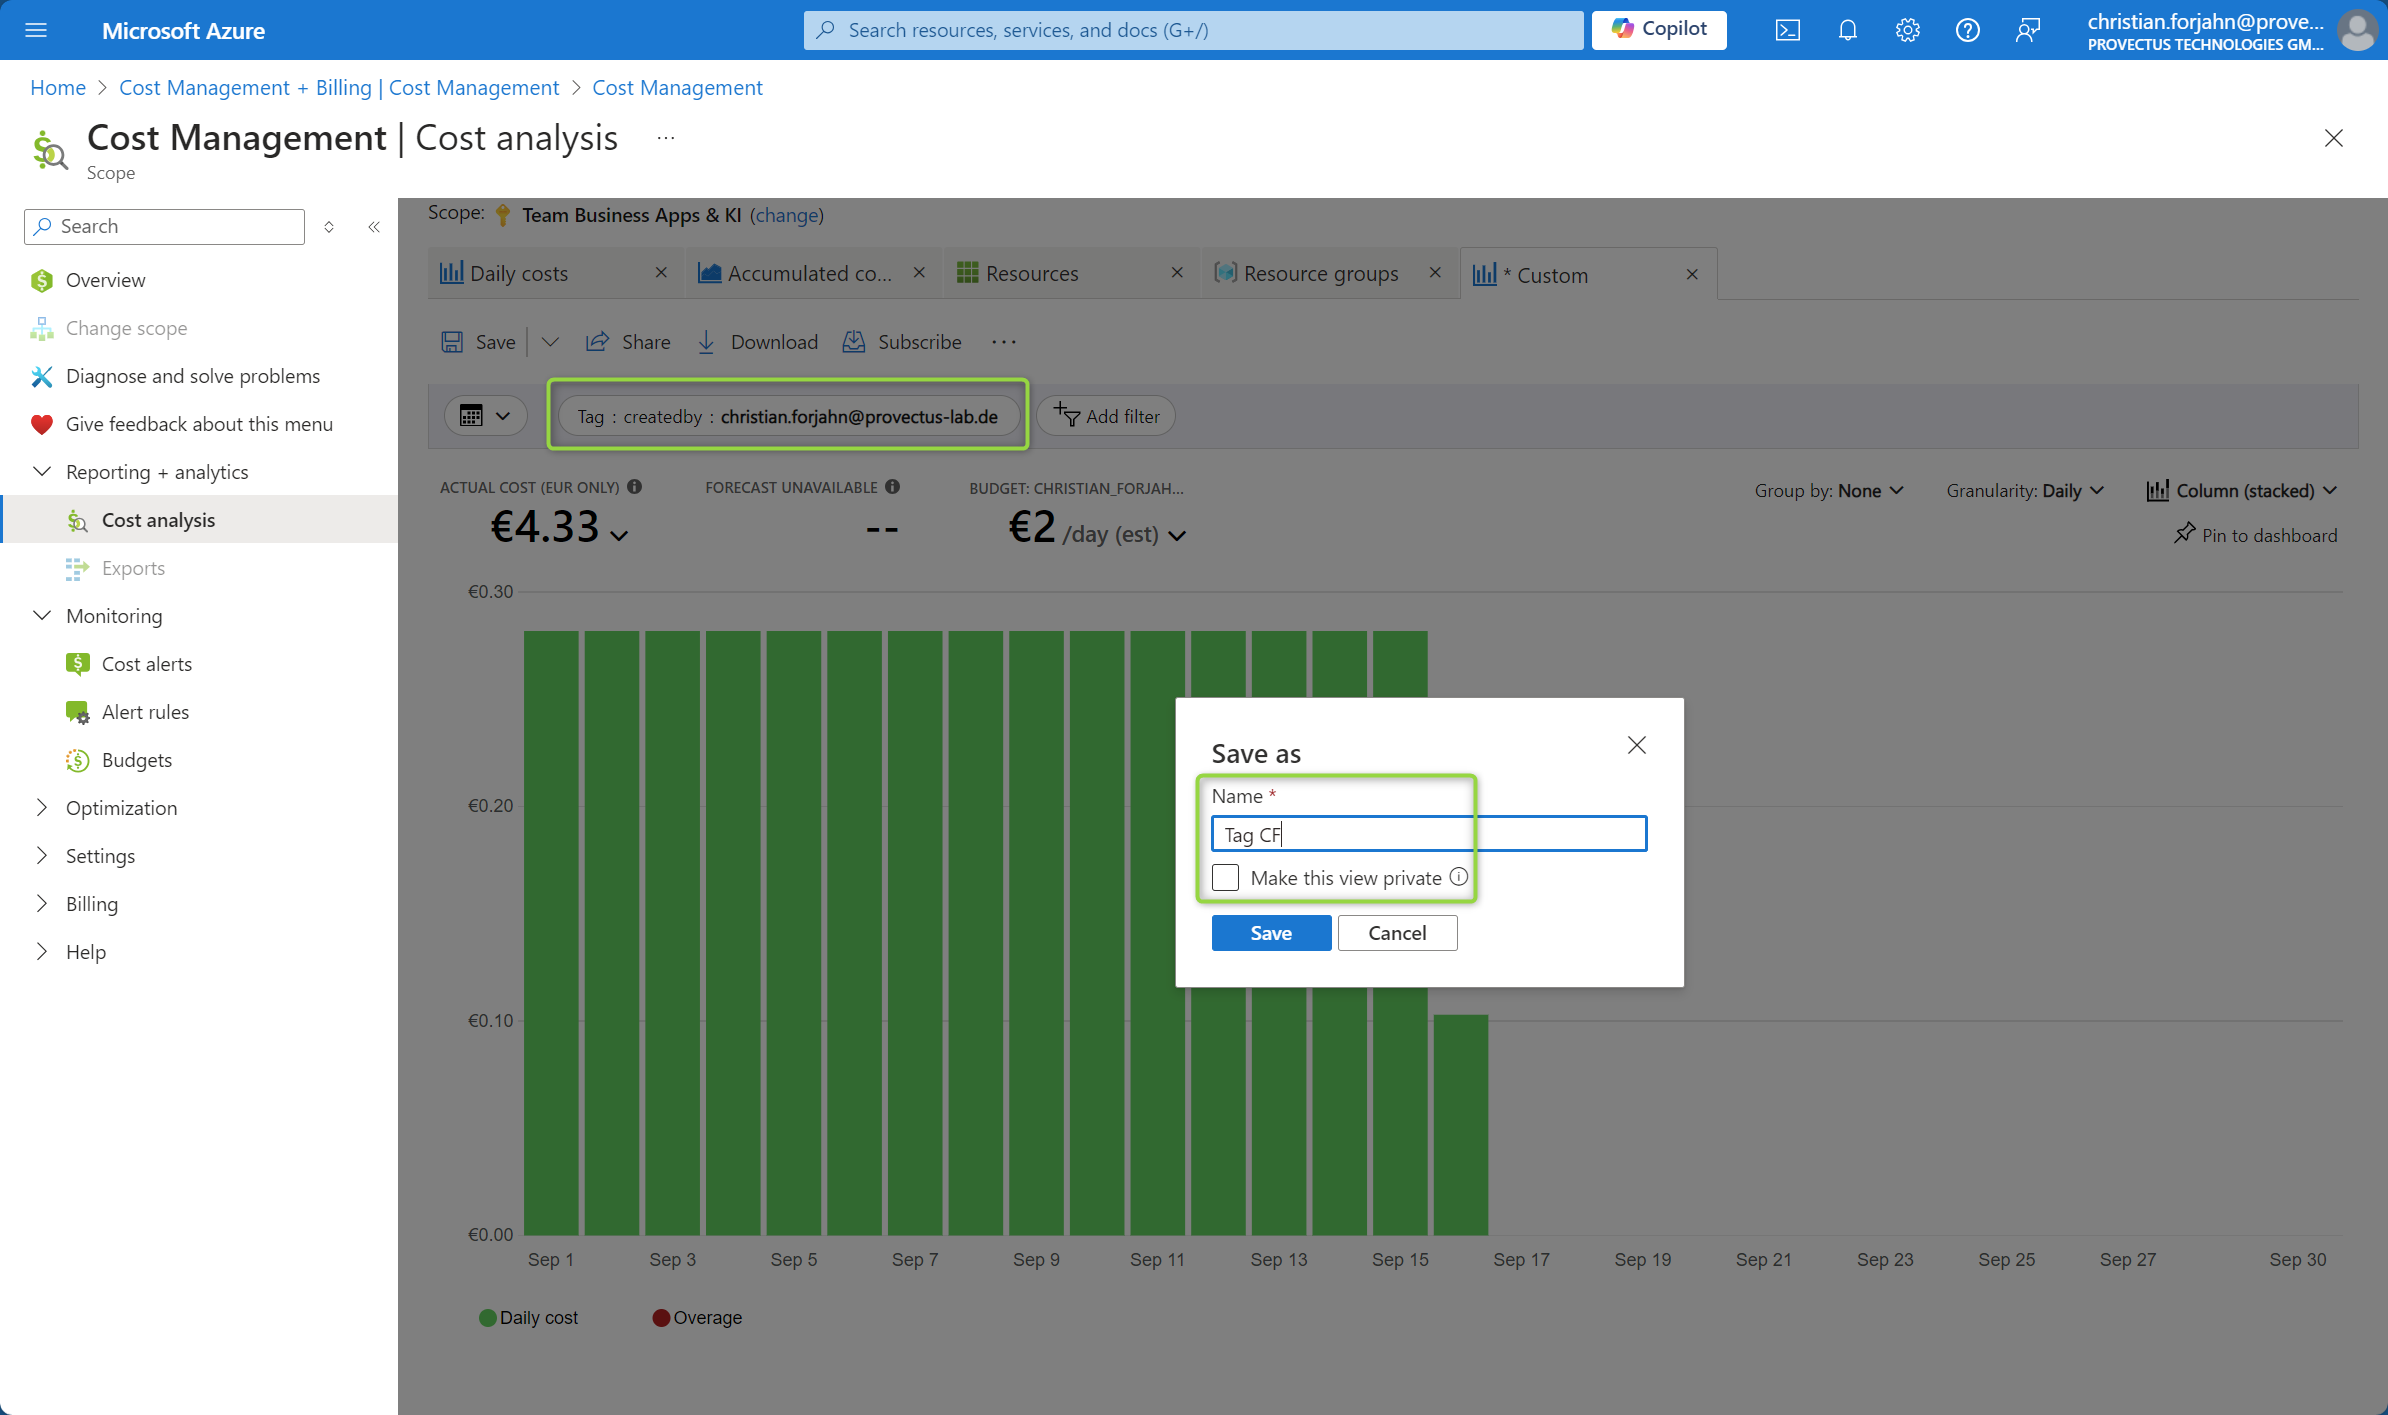 Microsoft Azure
Search resources, services, and docs (G+/)
Copilot
christian.forjahn@prove...
PROVECTUS TECHNOLOGIES GM...
Home > Cost Management + Billing | Cost Management > Cost Management
Cost Management | Cost analysis ...
Scope
Search
Overview
Change scope
Diagnose and solve problems
Give feedback about this menu
Reporting + analytics
Cost analysis
Exports
Monitoring
Cost alerts
Alert rules
Budgets
Optimization
Settings
Billing
Help
Scope: Team Business Apps & KI (change)
Daily costs
Accumulated co...
Resources
Resource groups
* Custom
Save
Share
Download
Subscribe
...
Tag : createdby : christian.forjahn@provectus-lab.de
Add filter
ACTUAL COST (EUR ONLY)
€4.33
FORECAST UNAVAILABLE
--
BUDGET: CHRISTIAN_FORJAH...
€2 /day (est)
Group by: None
Granularity: Daily
Column (stacked)
Pin to dashboard
€0.30
€0.20
€0.10
€0.00
Sep 1 Sep 3 Sep 5 Sep 7 Sep 9 Sep 11 Sep 13 Sep 15 Sep 17 Sep 19 Sep 21 Sep 23 Sep 25 Sep 27 Sep 30
Daily cost
Overage
Save as
Name *
Tag CF
Make this view private
Save
Cancel